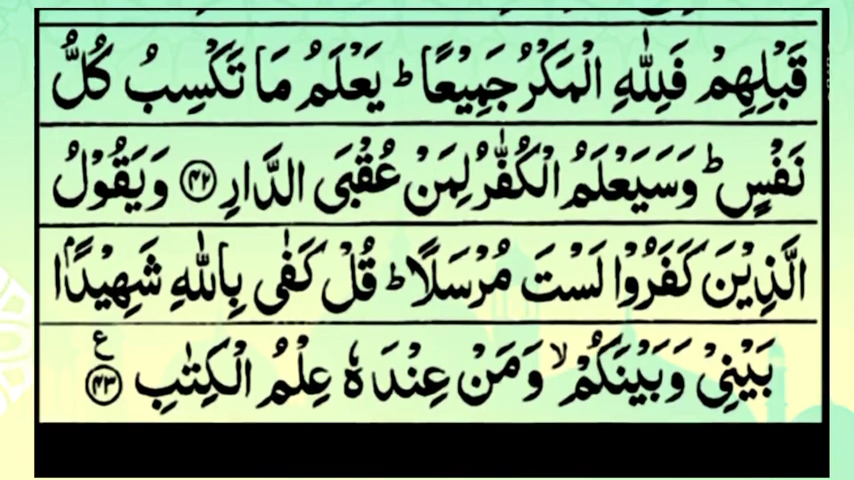 قَبْلِهِمْ فَلِلّٰهِ الْمَكْرُ جَمِيْعًا ؕ يَعْلَمُ مَا تَكْسِبُ كُلُّ
نَفْسٍ ؕ وَسَيَعْلَمُ الْكُفّٰرُ لِمَنْ عُقْبَى الدَّارِ ﴿۴۲﴾ وَيَقُوْلُ
الَّذِيْنَ كَفَرُوْا لَسْتَ مُرْسَلًا ؕ قُلْ كَفٰى بِاللّٰهِ شَهِيْدًۢا
بَيْنِيْ وَبَيْنَكُمْ ۙ وَمَنْ عِنْدَهٗ عِلْمُ الْكِتٰبِ ﴿۴۳﴾ ع